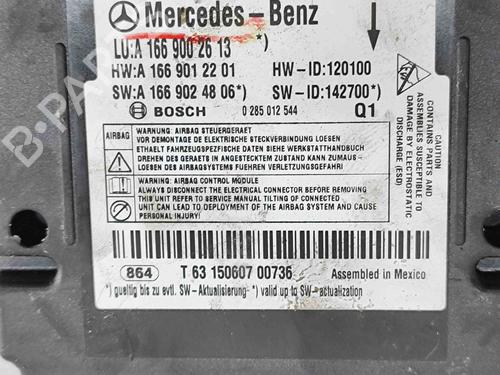 Mercedes-Benz
LU:A 166 900 26 13 *)
HW:A 166 901 22 01 HW-ID:120100
SW:A 166 902 48 06*) SW-ID:142700*)
BOSCH 0 285 012 544 Q1
AIRBAG
WARNUNG: AIRBAG STEUERGERAET
VOR DEMONTAGE DER ELEKTRISCHE STECKVERBINDUNG LOESEN
ENTHALT FAHRZEUGSPEZIFISCHE DATEN SIEHE WERKSTATTHANDBUCH
DREHEN DES GERAETS IN ANGESTECKTEM ZUSTAND KANN ZUMAUS-
LOESEN DES AIRBAGSYSTEMS FUEHREN VERLETZUNGSGEFAHR
AIRBAG
WARNING: AIRBAG CONTROL MODULE
ALWAYS DISCONNECT THE ELECTRICAL CONNECTOR BEFORE REMOVING
THIS UNIT REFER TO SERVICE MANUAL TILTING OF CONNECTED
UNIT CAN LEAD TO DEPLOYMENT OF THE AIRBAG SYSTEM INJURY HAZARD
CAUTION
CONTAINS PARTS AND
ASSEMBLIES SUSCEPTIBLE TO
DAMAGE BY ELECTROSTATIC
DISCHARGE (ESD)
864 T 63 150607 00736 Assembled in Mexico
*) gueltig bis zu evtl. SW-Aktualisierung *) valid up to SW-actualization
B-PARTS